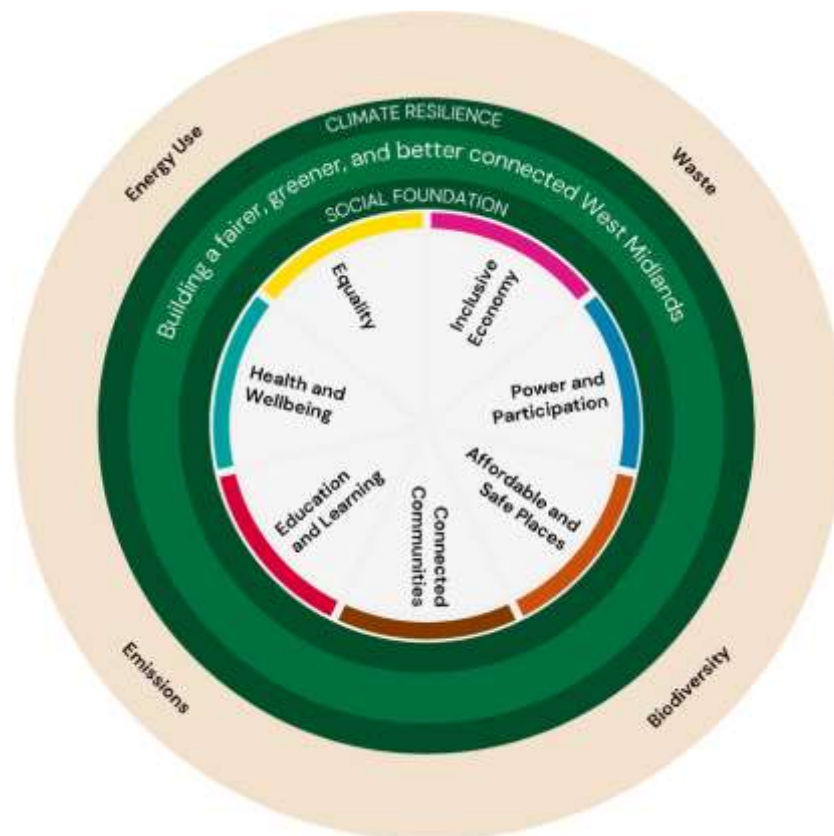 CLIMATE RESILIENCE
Building a fairer, greener, and better connected West Midlands
SOCIAL FOUNDATION
Energy Use
Waste
Biodiversity
Emissions
Inclusive
Economy
Power and
Participation
Affordable and
Safe Places
Connected
Communities
Education
and Learning
Health and
Wellbeing
Equality